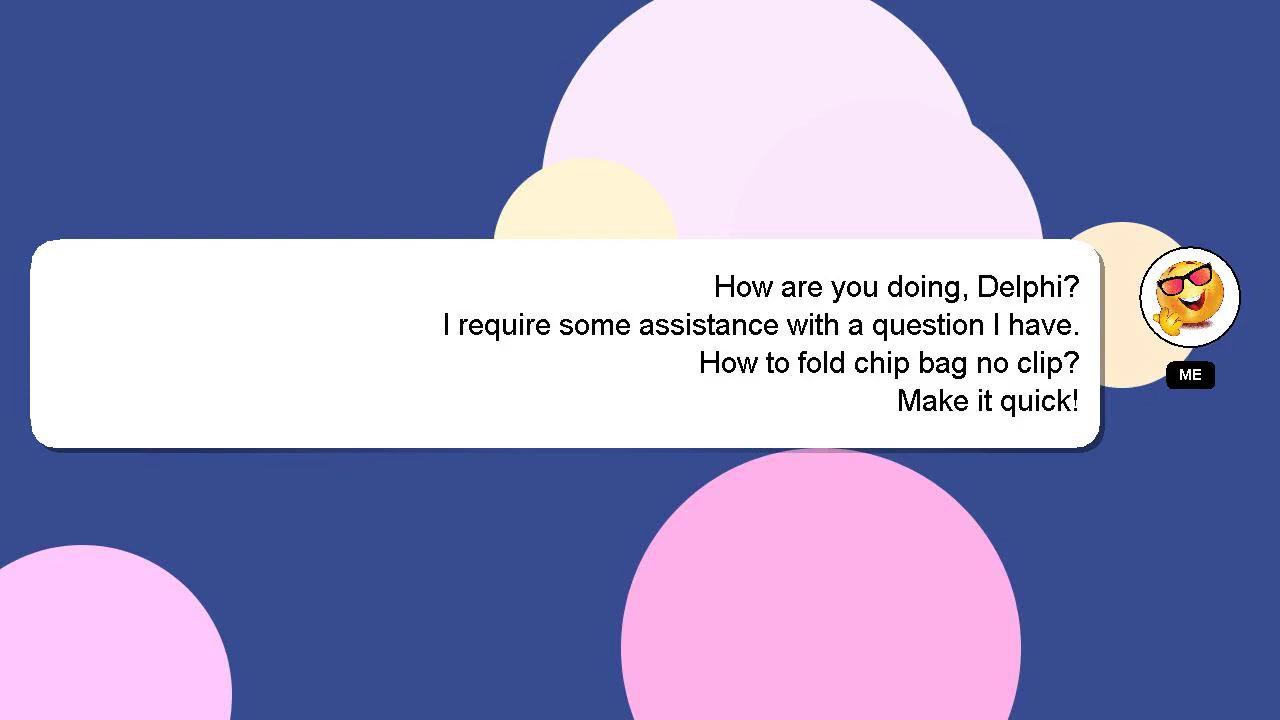 How are you doing, Delphi?
I require some assistance with a question I have.
How to fold chip bag no clip?
Make it quick!
ME